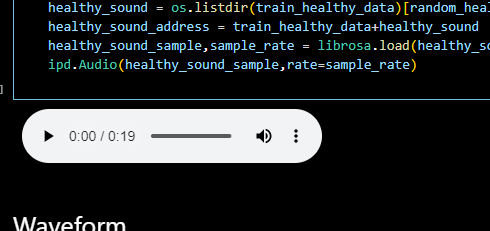 healthy_sound = os.listdir(train_healthy_data)[random_heal
healthy_sound_address = train_healthy_data+healthy_sound
healthy_sound_sample,sample_rate = librosa.load(healthy_so
ipd.Audio(healthy_sound_sample,rate=sample_rate)
]
0:00 / 0:19
Waveform